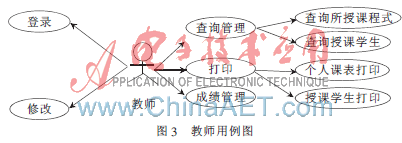 登录
查询管理
查询所授课程式
查询授课学生
打印
个人课表打印
教师
修改
成绩管理
授课学生打印
APPLICATION OF ELECTRONIC TECHNIQUE
www.ChinaAET.com
图3 教师用例图